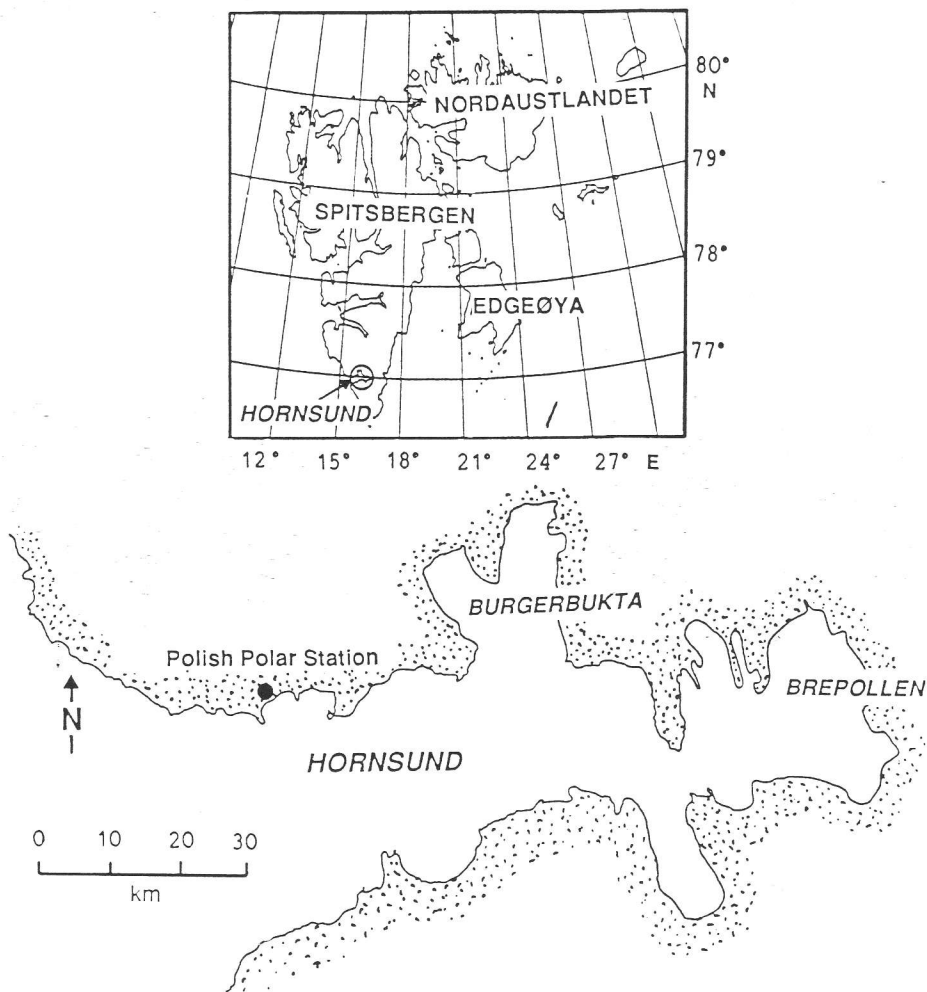 80°
N
NORDAUSTLANDET
79°
SPITSBERGEN
78°
EDGEØYA
77°
HORNSUND
12° 15° 18° 21° 24° 27° E
BURGERBUKTA
Polish Polar Station
BREPOLLEN
N
HORNSUND
0 10 20 30
km